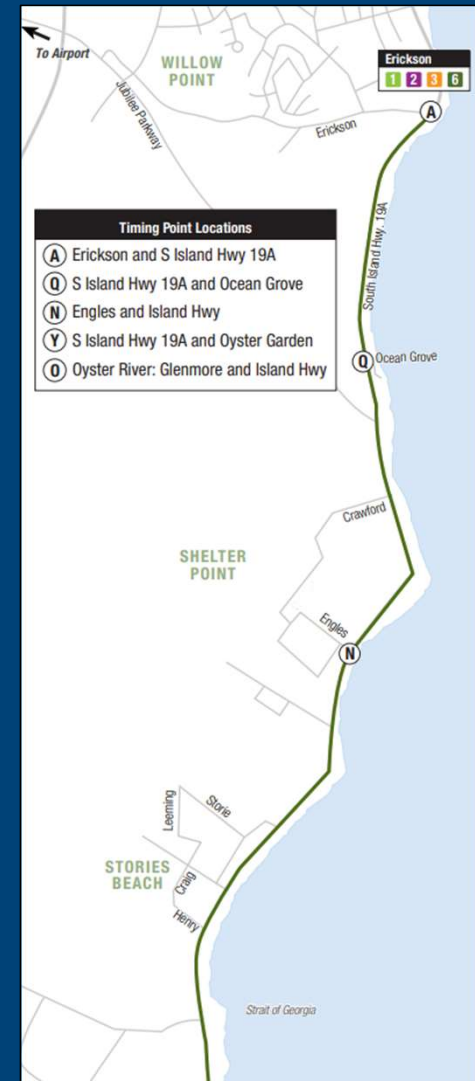 To Airport
WILLOW
POINT
Jubilee Parkway
Erickson
1 2 3 6
A
Erickson
South Island Hwy. 19A
Timing Point Locations
A Erickson and S Island Hwy 19A
Q S Island Hwy 19A and Ocean Grove
N Engles and Island Hwy
Y S Island Hwy 19A and Oyster Garden
O Oyster River: Glenmore and Island Hwy
Q Ocean Grove
Crawford
SHELTER
POINT
Engles
N
Leeming
Storie
STORIES
BEACH
Craig
Henry
Strait of Georgia